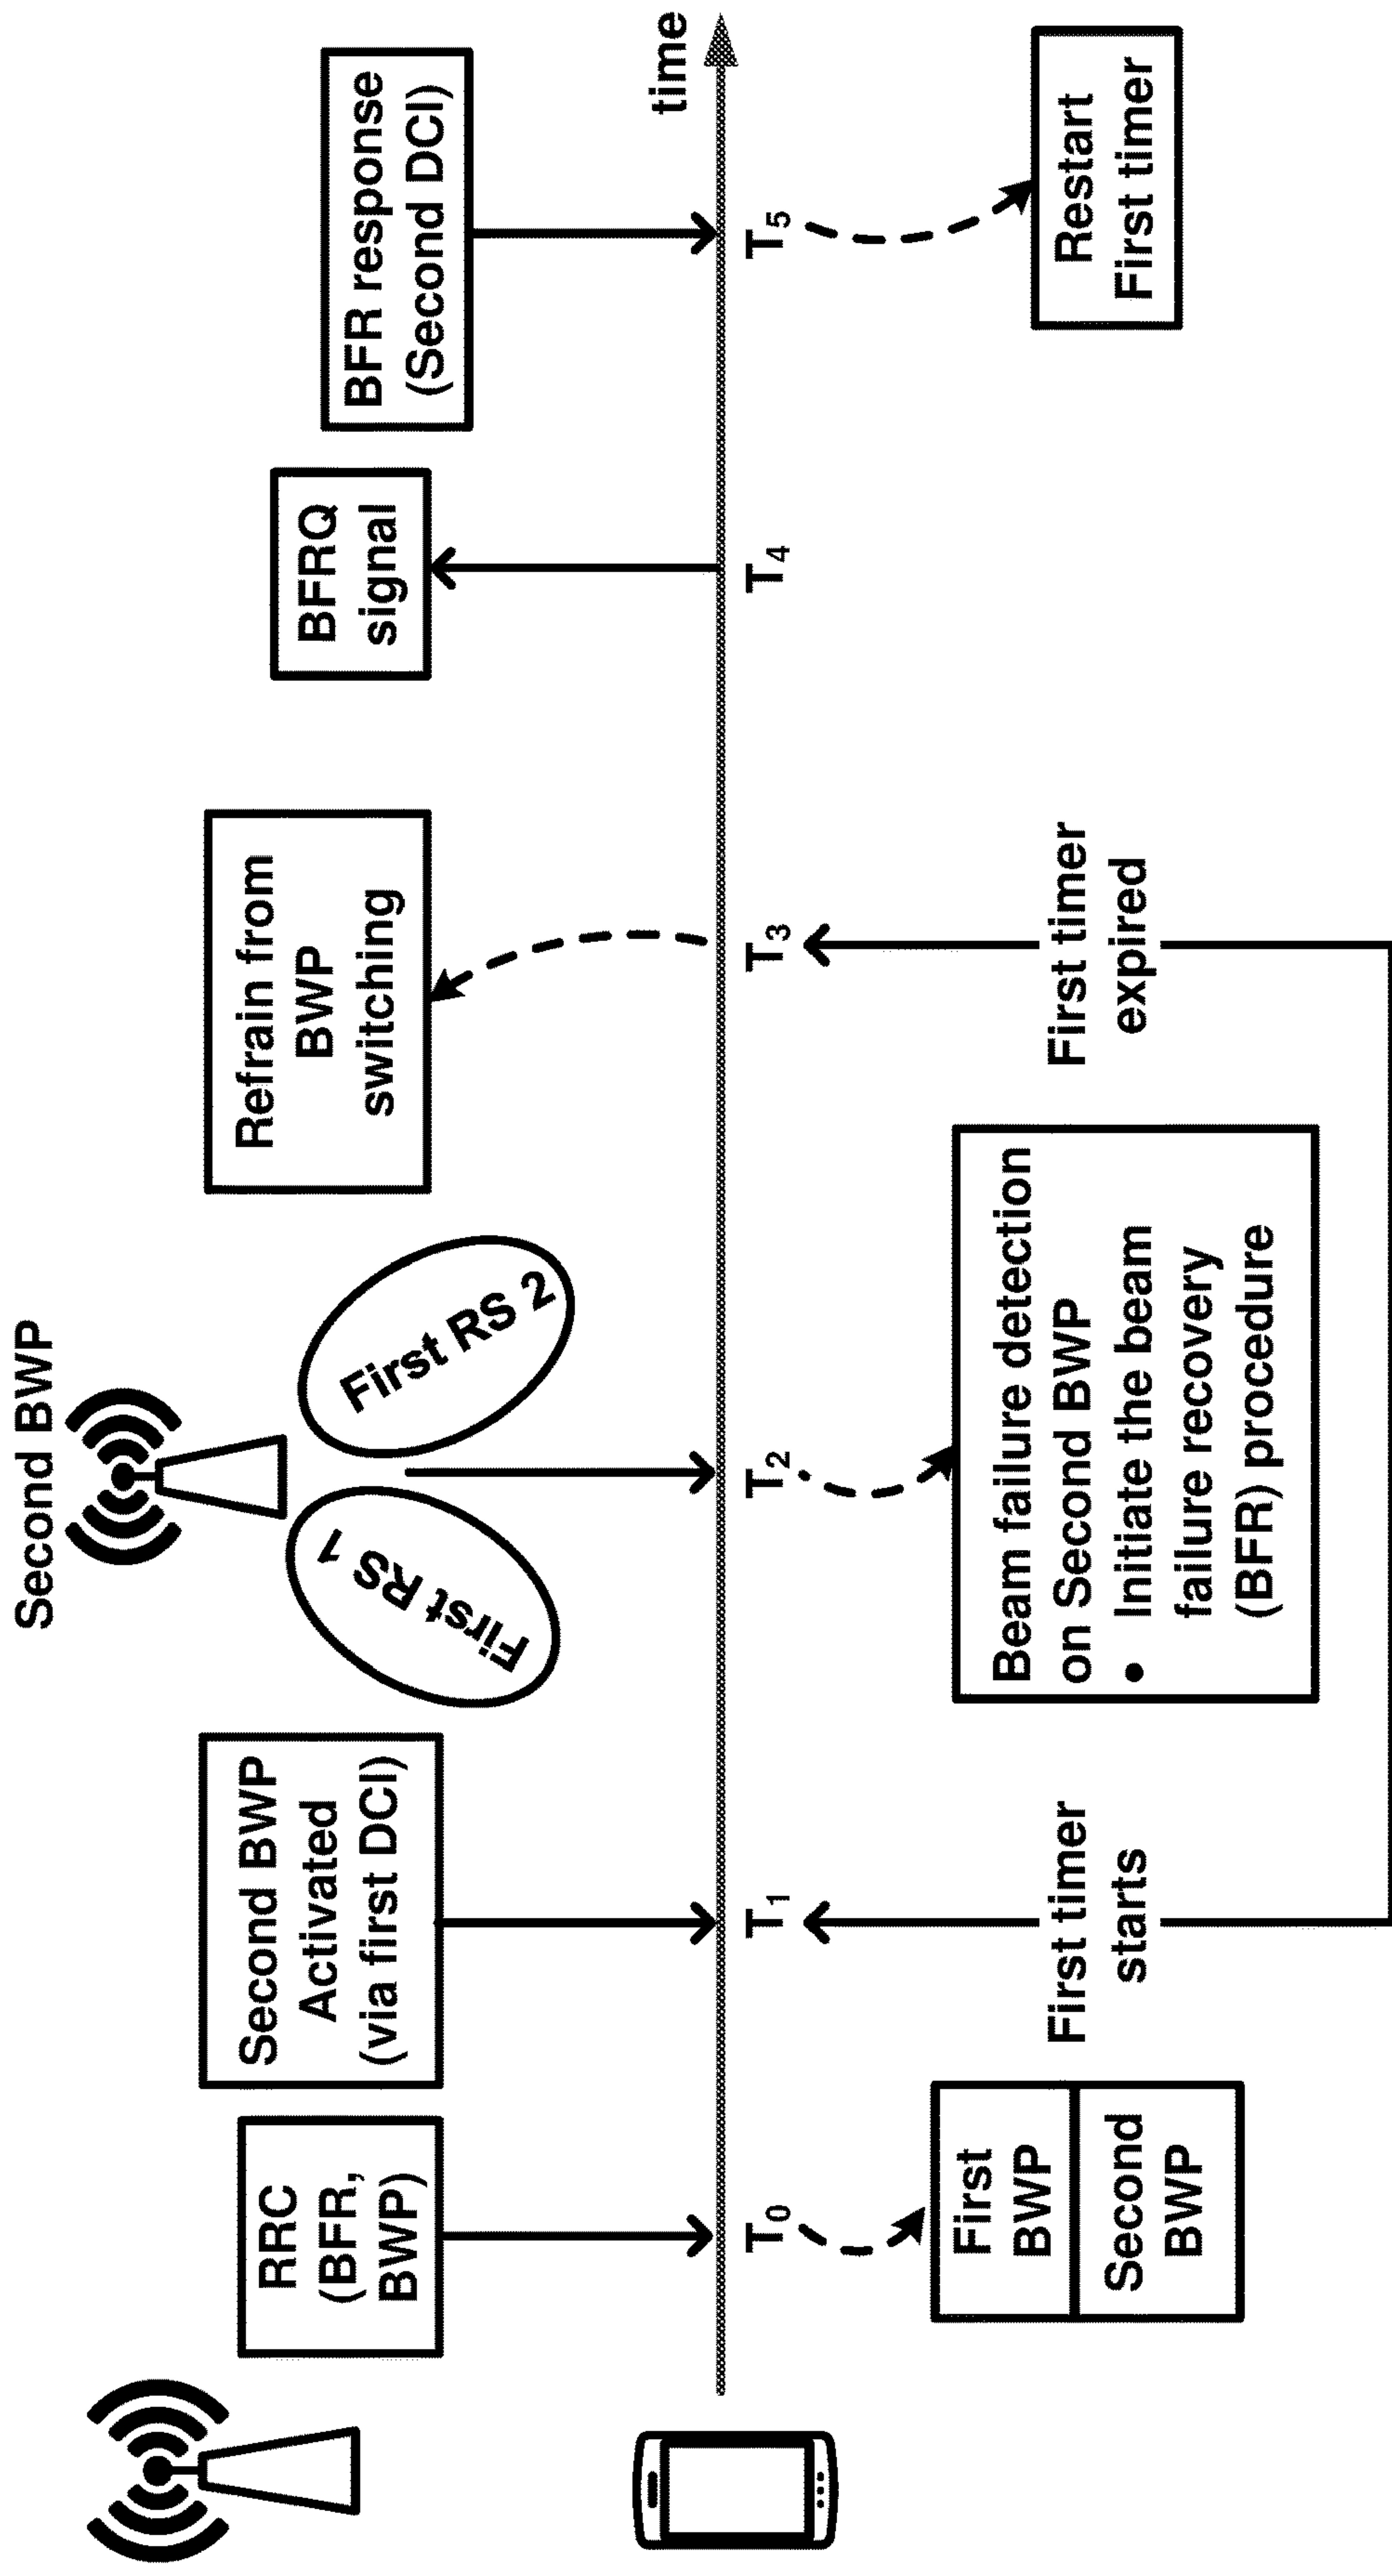 Second BWP
RRC
(BFR,
BWP)
Second BWP
Activated
(via first DCI)
First RS 1
First RS 2
Refrain from
BWP
switching
BFRQ
signal
BFR response
(Second DCI)
time
T0
T1
T2
T3
T4
T5
First
BWP
Second
BWP
First timer
starts
Beam failure detection
on Second BWP
• Initiate the beam
failure recovery
(BFR) procedure
First timer
expired
Restart
First timer